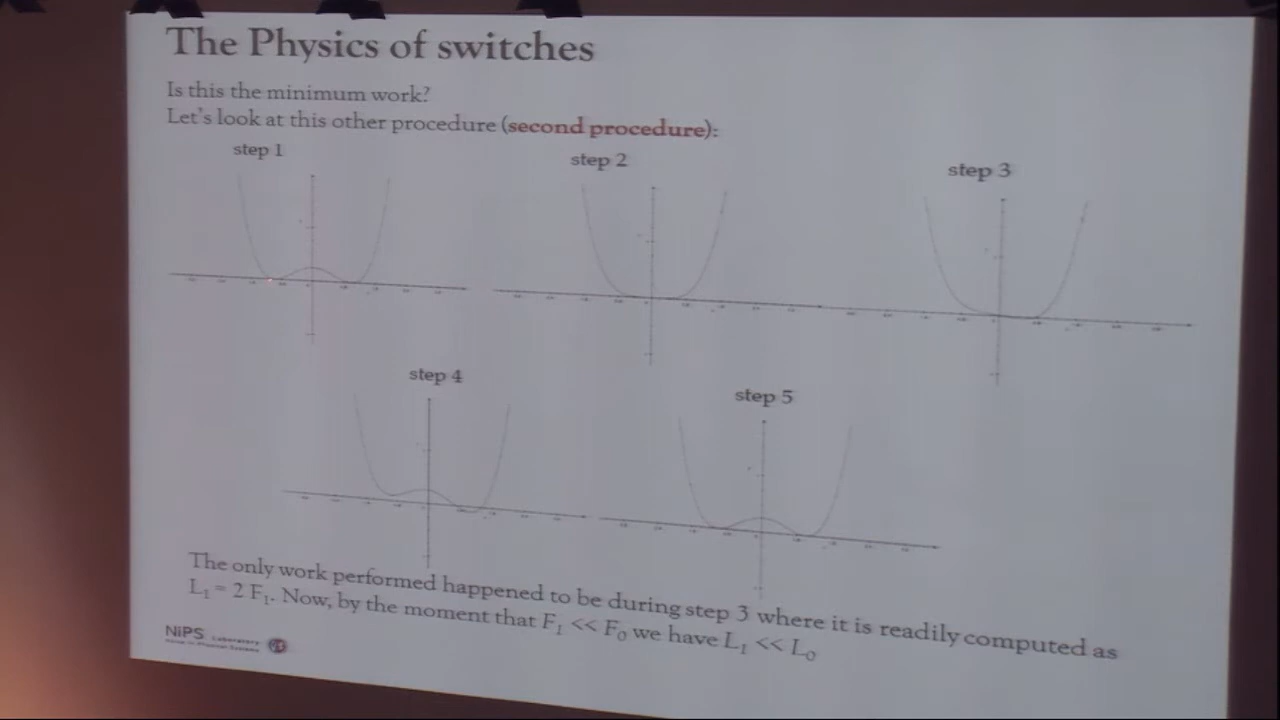 The Physics of switches
Is this the minimum work?
Let's look at this other procedure (second procedure):
step 1
step 2
step 3
step 4
step 5
The only work performed happened to be during step 3 where it is readily computed as
L₁ = 2 F₁. Now, by the moment that F₁ << F₀ we have L₁ << L₀
NiPS Laboratory